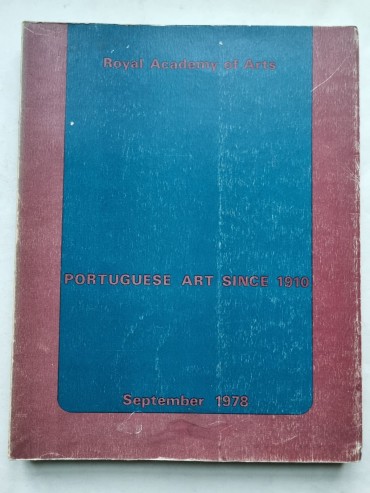 Royal Academy of Arts
PORTUGUESE ART SINCE 1910
September 1978